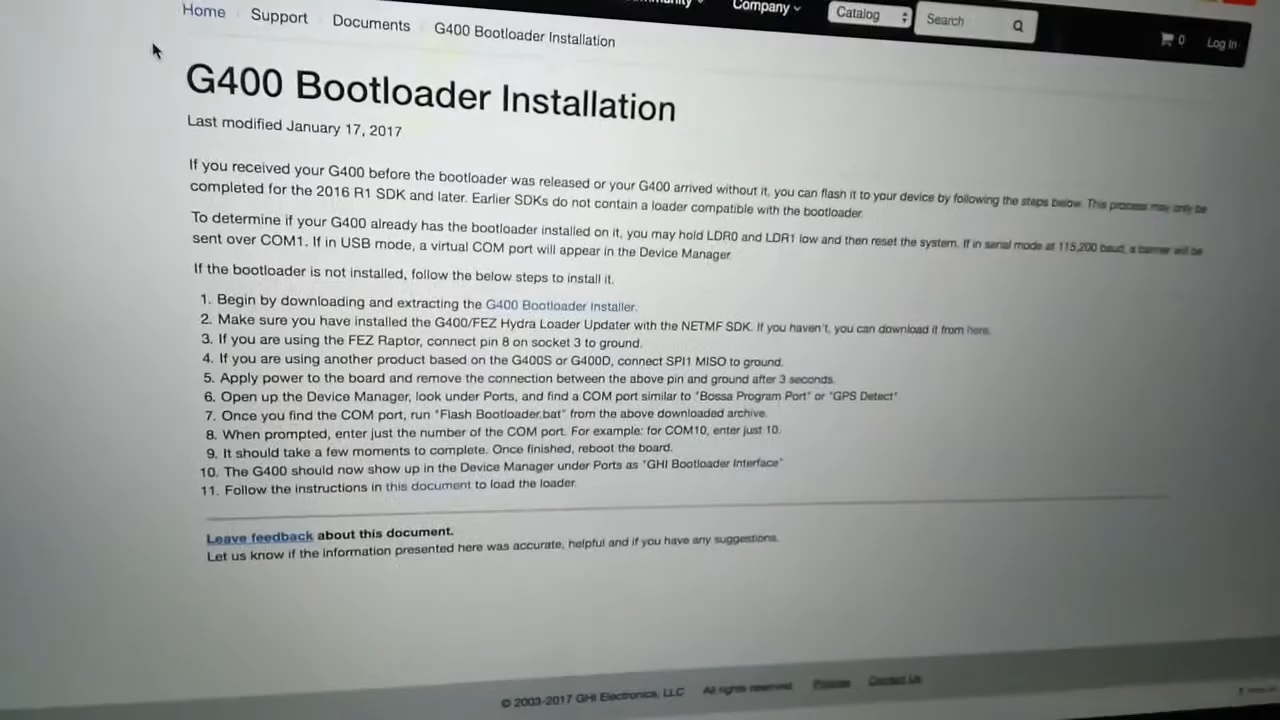 Company
Catalog
Search
0
Log In
Home
Support
Documents
G400 Bootloader Installation
G400 Bootloader Installation
Last modified January 17, 2017
If you received your G400 before the bootloader was released or your G400 arrived without it, you can flash it to your device by following the steps below. This process may only be
completed for the 2016 R1 SDK and later. Earlier SDKs do not contain a loader compatible with the bootloader.
To determine if your G400 already has the bootloader installed on it, you may hold LDR0 and LDR1 low and then reset the system. If in serial mode at 115,200 baud, a banner will be
sent over COM1. If in USB mode, a virtual COM port will appear in the Device Manager.
If the bootloader is not installed, follow the below steps to install it.
1. Begin by downloading and extracting the G400 Bootloader Installer.
2. Make sure you have installed the G400/FEZ Hydra Loader Updater with the NETMF SDK. If you haven't, you can download it from here.
3. If you are using the FEZ Raptor, connect pin 8 on socket 3 to ground.
4. If you are using another product based on the G400S or G400D, connect SPI1 MISO to ground.
5. Apply power to the board and remove the connection between the above pin and ground after 3 seconds.
6. Open up the Device Manager, look under Ports, and find a COM port similar to "Bossa Program Port" or "GPS Detect"
7. Once you find the COM port, run "Flash Bootloader.bat" from the above downloaded archive.
8. When prompted, enter just the number of the COM port. For example: for COM10, enter just 10.
9. It should take a few moments to complete. Once finished, reboot the board.
10. The G400 should now show up in the Device Manager under Ports as "GHI Bootloader Interface"
11. Follow the instructions in this document to load the loader.
Leave feedback about this document.
Let us know if the information presented here was accurate, helpful and if you have any suggestions.
© 2003-2017 GHI Electronics, LLC
All rights reserved.
Contact Us